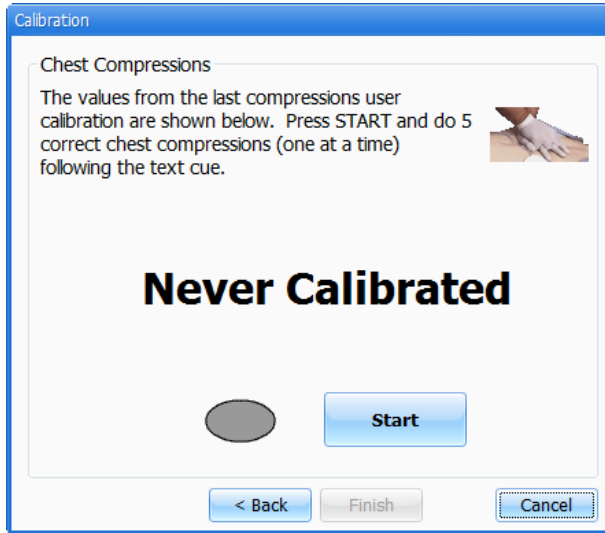 Calibration
Chest Compressions
The values from the last compressions user
calibration are shown below.  Press START and do 5
correct chest compressions (one at a time)
following the text cue.
Never Calibrated
Start
< Back
Finish
Cancel